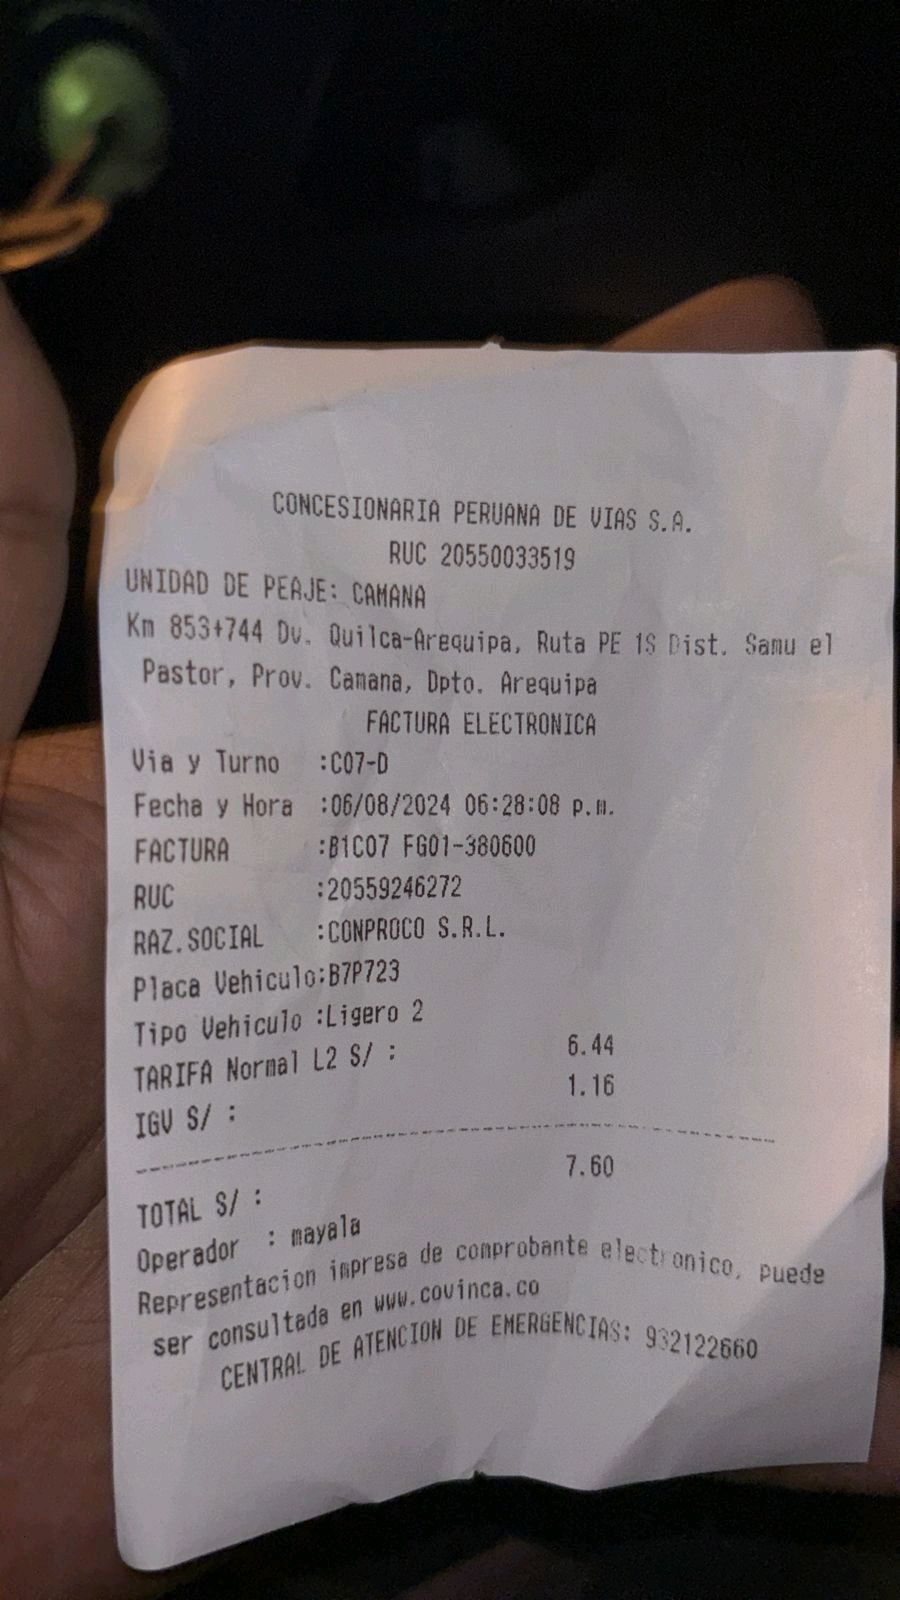 CONCESIONARIA PERUANA DE VIAS S.A.
RUC 20550033519
UNIDAD DE PEAJE: CAMANA
Km 853+744 Dv. Quilca-Arequipa, Ruta PE 1S Dist. Samu el
Pastor, Prov. Camana, Dpto. Arequipa
FACTURA ELECTRONICA
Via y Turno :C07-D
Fecha y Hora :06/08/2024 06:28:08 p.m.
FACTURA :B1C07 FG01-380600
RUC :20559246272
RAZ.SOCIAL :CONPROCO S.R.L.
Placa Vehiculo:B7P723
Tipo Vehiculo :Ligero 2
TARIFA Normal L2 S/ : 6.44
IGV S/ : 1.16
TOTAL S/ : 7.60
Operador : mayala
Representacion impresa de comprobante electronico, puede
ser consultada en www.covinca.co
CENTRAL DE ATENCION DE EMERGENCIAS: 932122660